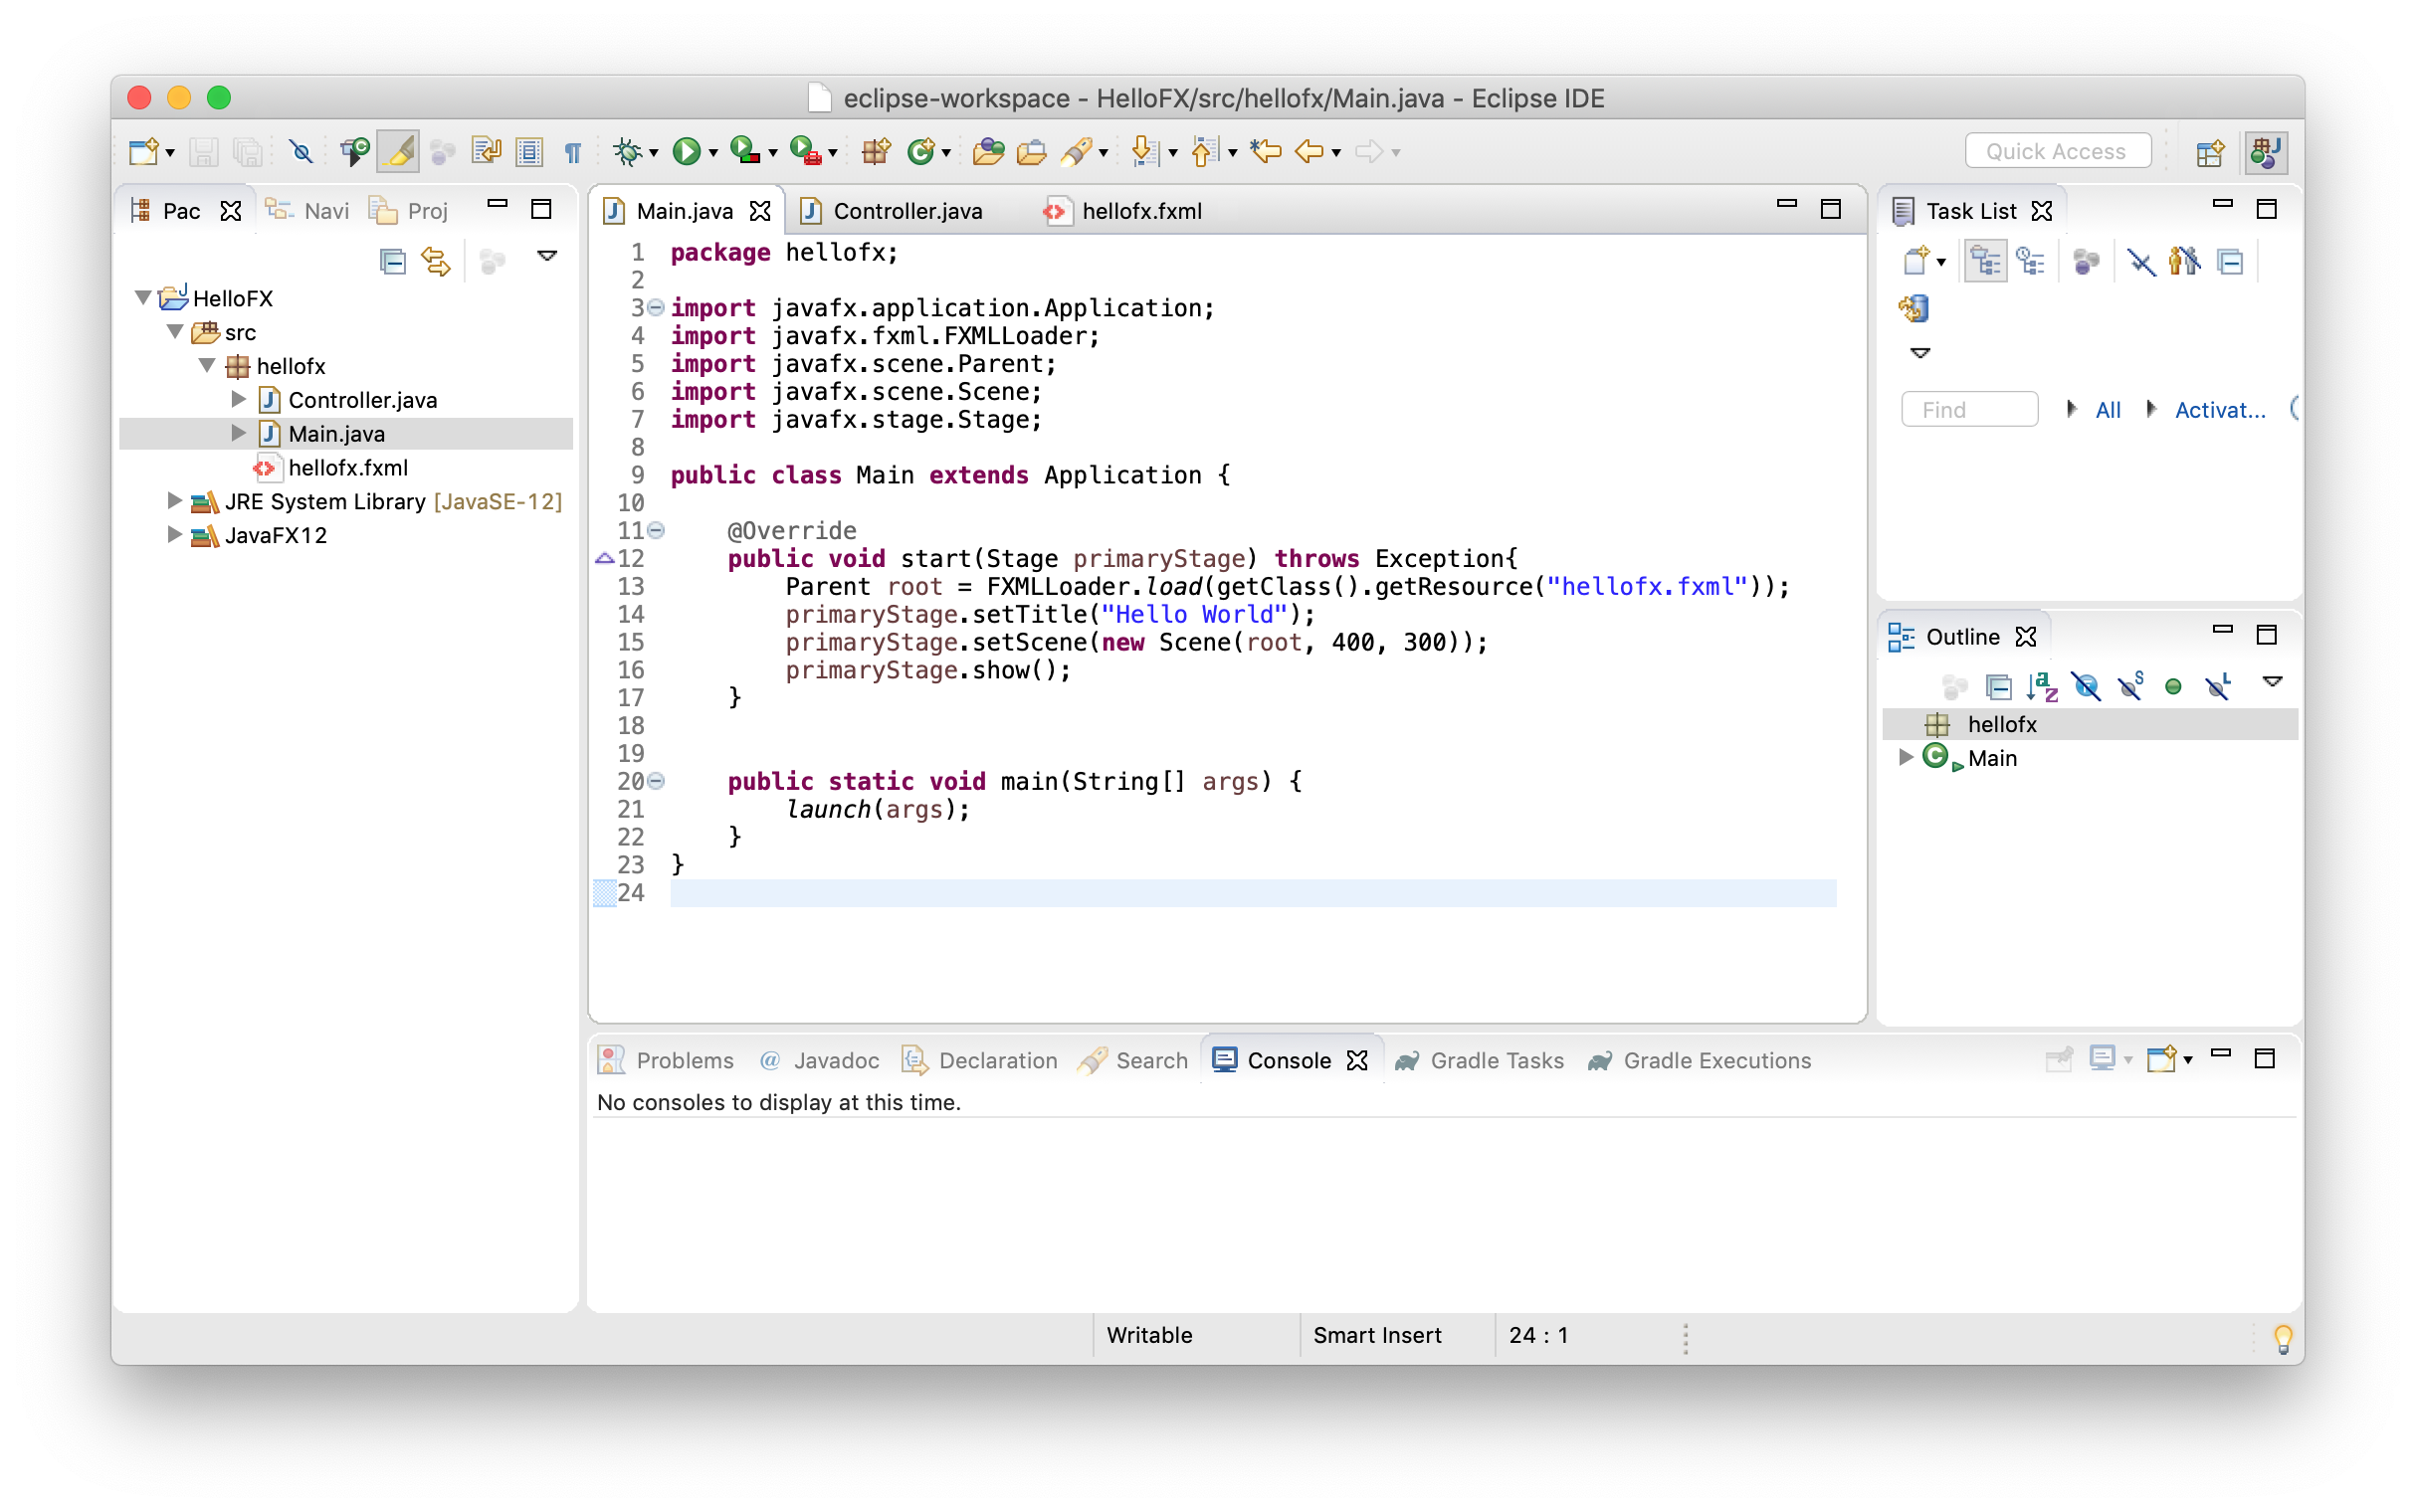 eclipse-workspace - HelloFX/src/hellofx/Main.java - Eclipse IDE
Quick Access
Pac Navi Proj
HelloFX
src
hellofx
Controller.java
Main.java
hellofx.fxml
JRE System Library [JavaSE-12]
JavaFX12
Main.java Controller.java hellofx.fxml
1 package hellofx;
2
3 import javafx.application.Application;
4 import javafx.fxml.FXMLLoader;
5 import javafx.scene.Parent;
6 import javafx.scene.Scene;
7 import javafx.stage.Stage;
8
9 public class Main extends Application {
10
11     @Override
12     public void start(Stage primaryStage) throws Exception{
13         Parent root = FXMLLoader.load(getClass().getResource("hellofx.fxml"));
14         primaryStage.setTitle("Hello World");
15         primaryStage.setScene(new Scene(root, 400, 300));
16         primaryStage.show();
17     }
18
19
20     public static void main(String[] args) {
21         launch(args);
22     }
23 }
24
Task List
Find All Activat...
Outline
hellofx
Main
Problems @ Javadoc Declaration Search Console Gradle Tasks Gradle Executions
No consoles to display at this time.
Writable Smart Insert 24 : 1